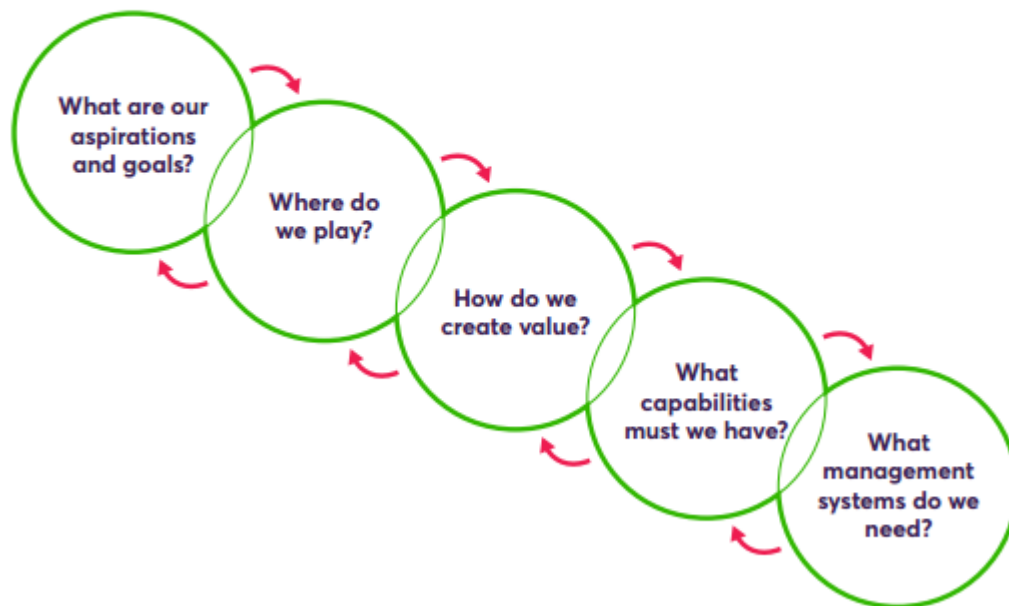 What are our
aspirations
and goals?
Where do
we play?
How do we
create value?
What
capabilities
must we have?
What
management
systems do we
need?